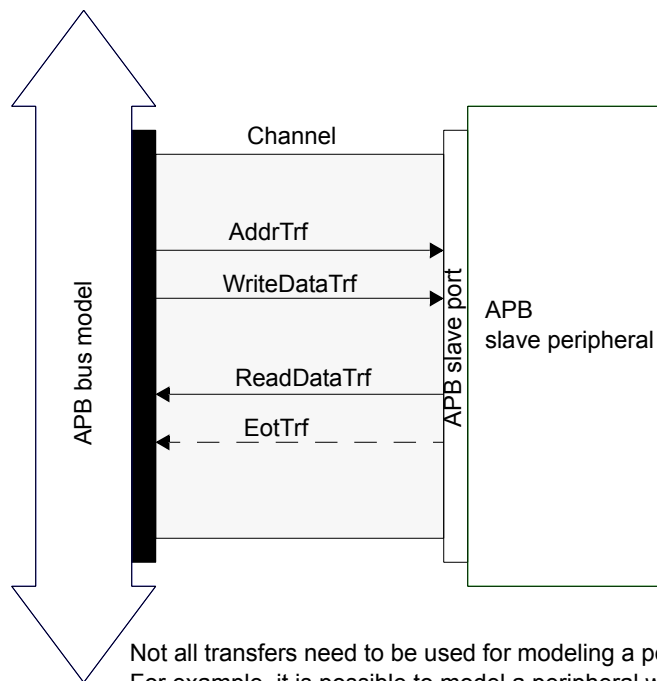 Channel
AddrTrf
WriteDataTrf
ReadDataTrf
EotTrf
APB bus model
APB slave port
APB
slave peripheral
Not all transfers need to be used for modeling a
For example, it is possible to model a peripheral